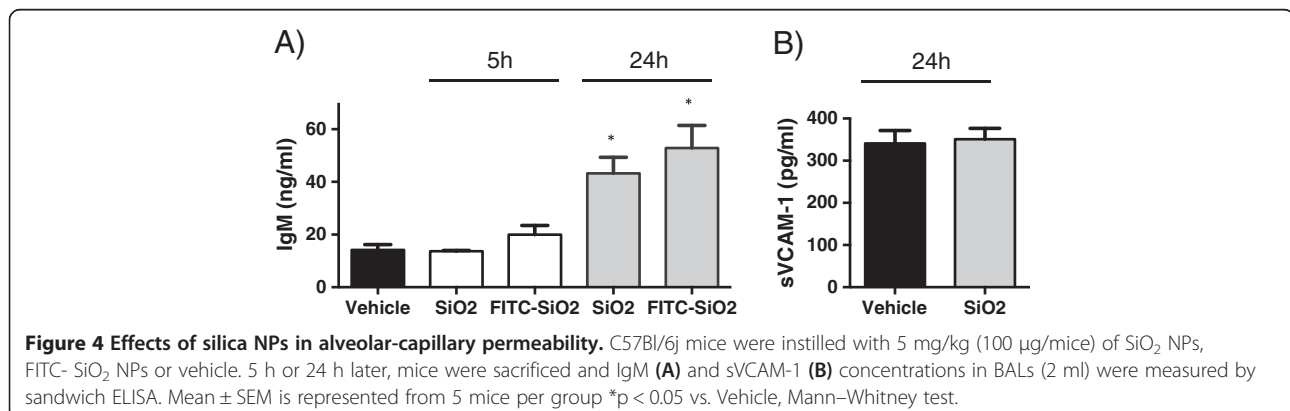 A)
B)
5h
24h
24h
*
*
IgM (ng/ml)
60
40
20
0
Vehicle SiO2 FITC-SiO2 SiO2 FITC-SiO2
sVCAM-1 (pg/ml)
400
300
200
100
0
Vehicle SiO2
Figure 4 Effects of silica NPs in alveolar-capillary permeability. C57Bl/6j mice were instilled with 5 mg/kg (100 μg/mice) of SiO₂ NPs,
FITC- SiO₂ NPs or vehicle. 5 h or 24 h later, mice were sacrificed and IgM (A) and sVCAM-1 (B) concentrations in BALs (2 ml) were measured by
sandwich ELISA. Mean ± SEM is represented from 5 mice per group *p < 0.05 vs. Vehicle, Mann–Whitney test.